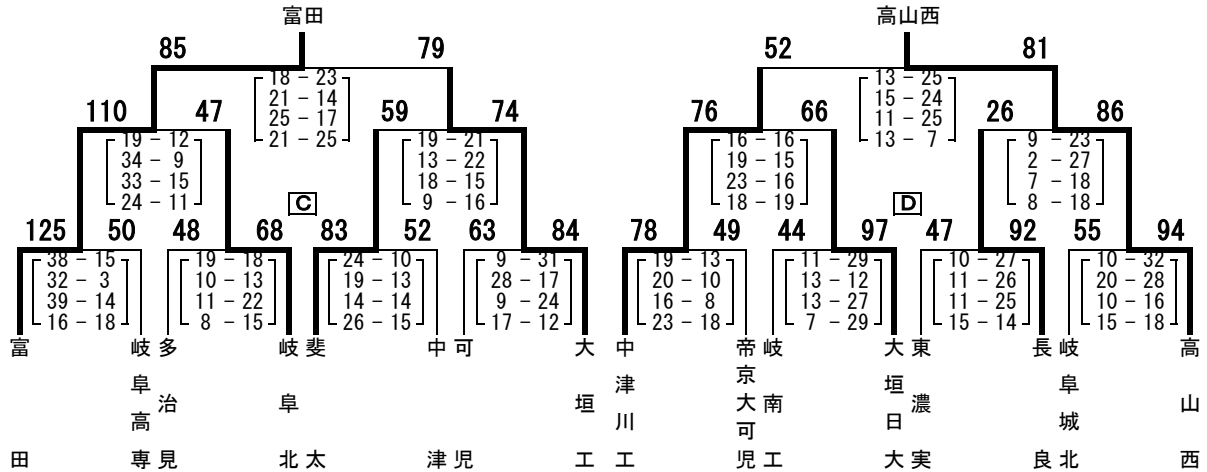 富田 高山西
85 79 52 81
18 - 23 13 - 25
21 - 14 15 - 24
25 - 17 11 - 25
21 - 25 13 - 7
110 47 59 74 76 66 26 86
19 - 12 19 - 21 16 - 16 9 - 23
34 - 9 13 - 22 19 - 15 2 - 27
33 - 15 18 - 15 23 - 16 7 - 18
24 - 11 9 - 16 18 - 19 8 - 18
C D
125 50 48 68 83 52 63 84 78 49 44 97 47 92 55 94
38 - 15 19 - 18 24 - 10 9 - 31 19 - 13 11 - 29 10 - 27 10 - 32
32 - 3 10 - 13 19 - 13 28 - 17 20 - 10 13 - 12 11 - 26 20 - 28
39 - 14 11 - 22 14 - 14 9 - 24 16 - 8 13 - 27 11 - 25 10 - 16
16 - 18 8 - 15 26 - 15 17 - 12 23 - 18 7 - 29 15 - 14 15 - 18
富田
岐阜高専
多治見
岐阜北
斐太
中津
可児
大垣工
中津川工
帝京大可児
岐南工
大垣日大
東濃実
長良
岐阜城北
高山西